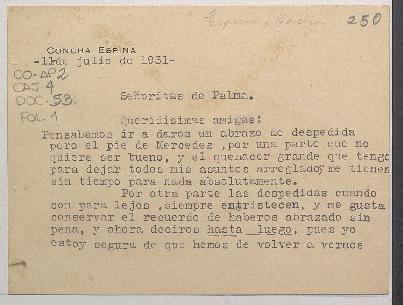 Espina, Concha
250
CONCHA ESPINA
-11de julio de 1931-
CO-AP2
CAJ 4
DOC-53
FOL. 1
Señoritas de Palma.
Queridisimas amigas:
Pensabamos ir a daros un abrazo de despedida
pero el pie de Mercedes ,por una parte que no
quiere ser bueno, y el quehacer grande que tengo
para dejar todos mis asuntos arreglados, me tienen
sin tiempo para nada absolutamente.
Por otra parte las despedidas cuando
son para lejos ,siempre entristecen, y me gusta
conservar el recuerdo de haberos abrazado sin
pena, y ahora deciros hasta luego, pues yo
estoy segura de que hemos de volver a vernos